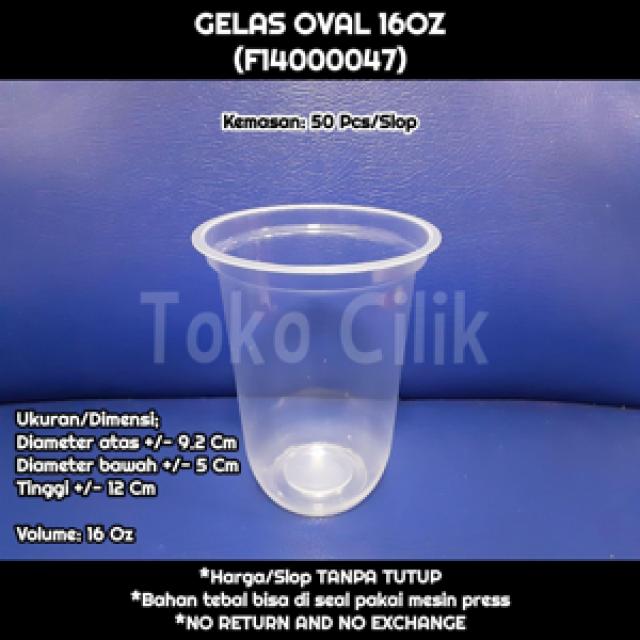 GELAS OVAL 16OZ
(F14000047)
Kemasan: 50 Pcs/Slop
Toko Cilik
Ukuran/Dimensi;
Diameter atas +/- 9.2 Cm
Diameter bawah +/- 5 Cm
Tinggi +/- 12 Cm
Volume: 16 Oz
*Harga/Slop TANPA TUTUP
*Bahan tebal bisa di seal pakai mesin press
*NO RETURN AND NO EXCHANGE